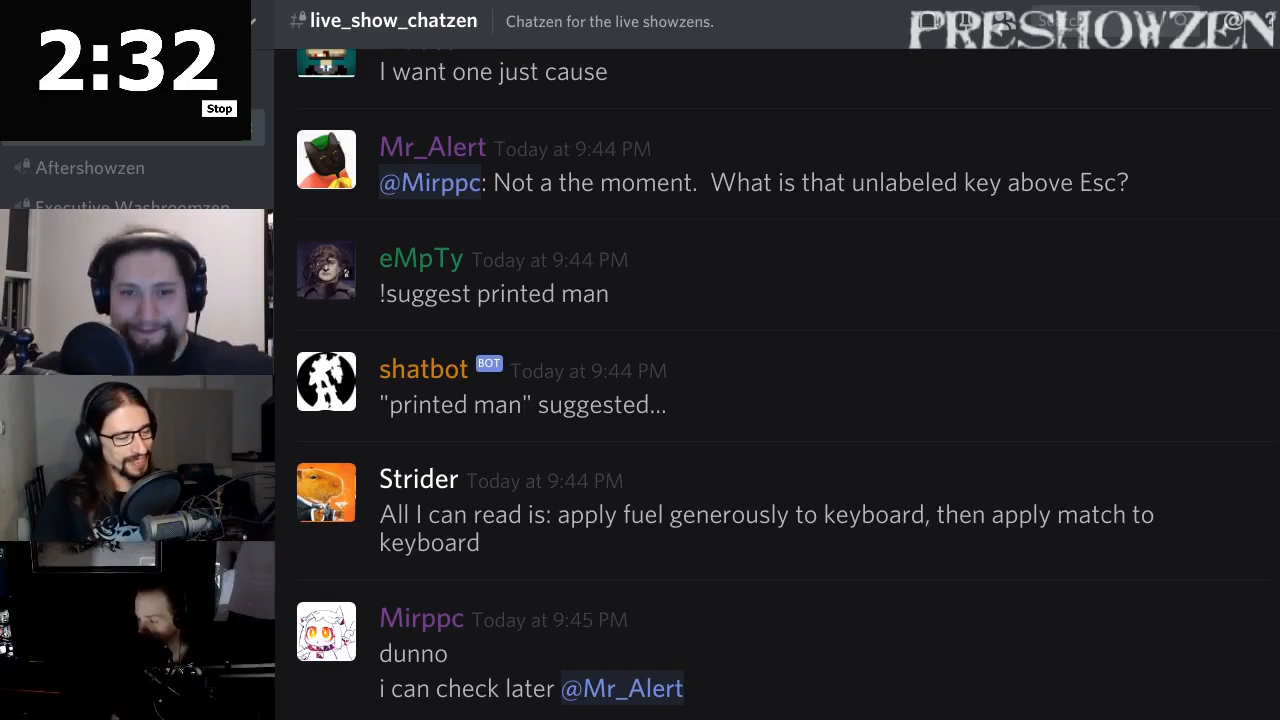 2:32
Stop
live_show_chatzen
Chatzen for the live showzens.
PRESHOWZEN
Search
Aftershowzen
Executive Washroomzen
I want one just cause
Mr_Alert Today at 9:44 PM
@Mirppc: Not a the moment.  What is that unlabeled key above Esc?
eMpTy Today at 9:44 PM
!suggest printed man
shatbot BOT Today at 9:44 PM
"printed man" suggested...
Strider Today at 9:44 PM
All I can read is: apply fuel generously to keyboard, then apply match to
keyboard
Mirppc Today at 9:45 PM
dunno
i can check later @Mr_Alert